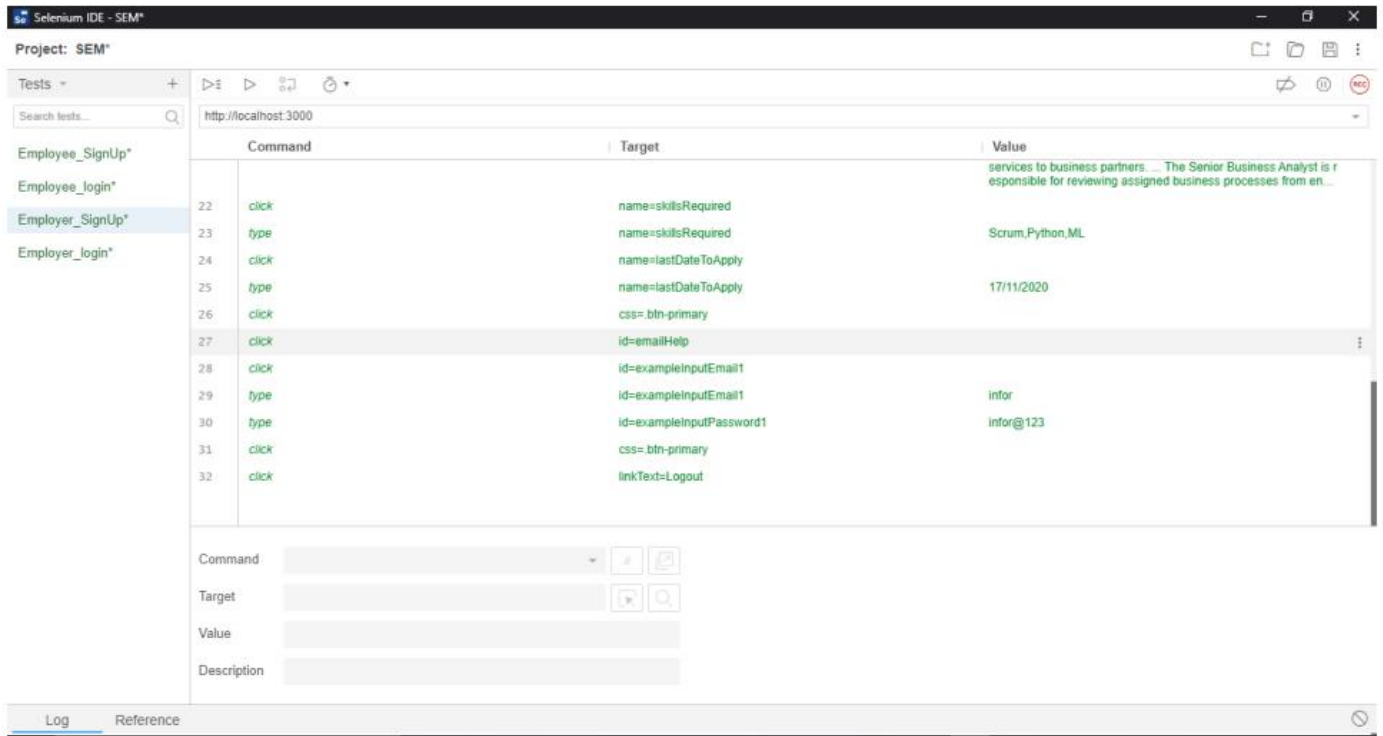 Selenium IDE - SEM*
Project: SEM*
Tests
Search tests...
http://localhost:3000
Employee_SignUp*
Employee_login*
Employer_SignUp*
Employer_login*
Command Target Value
services to business partners. ... The Senior Business Analyst is r
esponsible for reviewing assigned business processes from en...
22 click name=skillsRequired
23 type name=skillsRequired Scrum,Python,ML
24 click name=lastDateToApply
25 type name=lastDateToApply 17/11/2020
26 click css=.btn-primary
27 click id=emailHelp
28 click id=exampleInputEmail1
29 type id=exampleInputEmail1 infor
30 type id=exampleInputPassword1 infor@123
31 click css=.btn-primary
32 click linkText=Logout
Command //
Target
Value
Description
Log Reference
REC